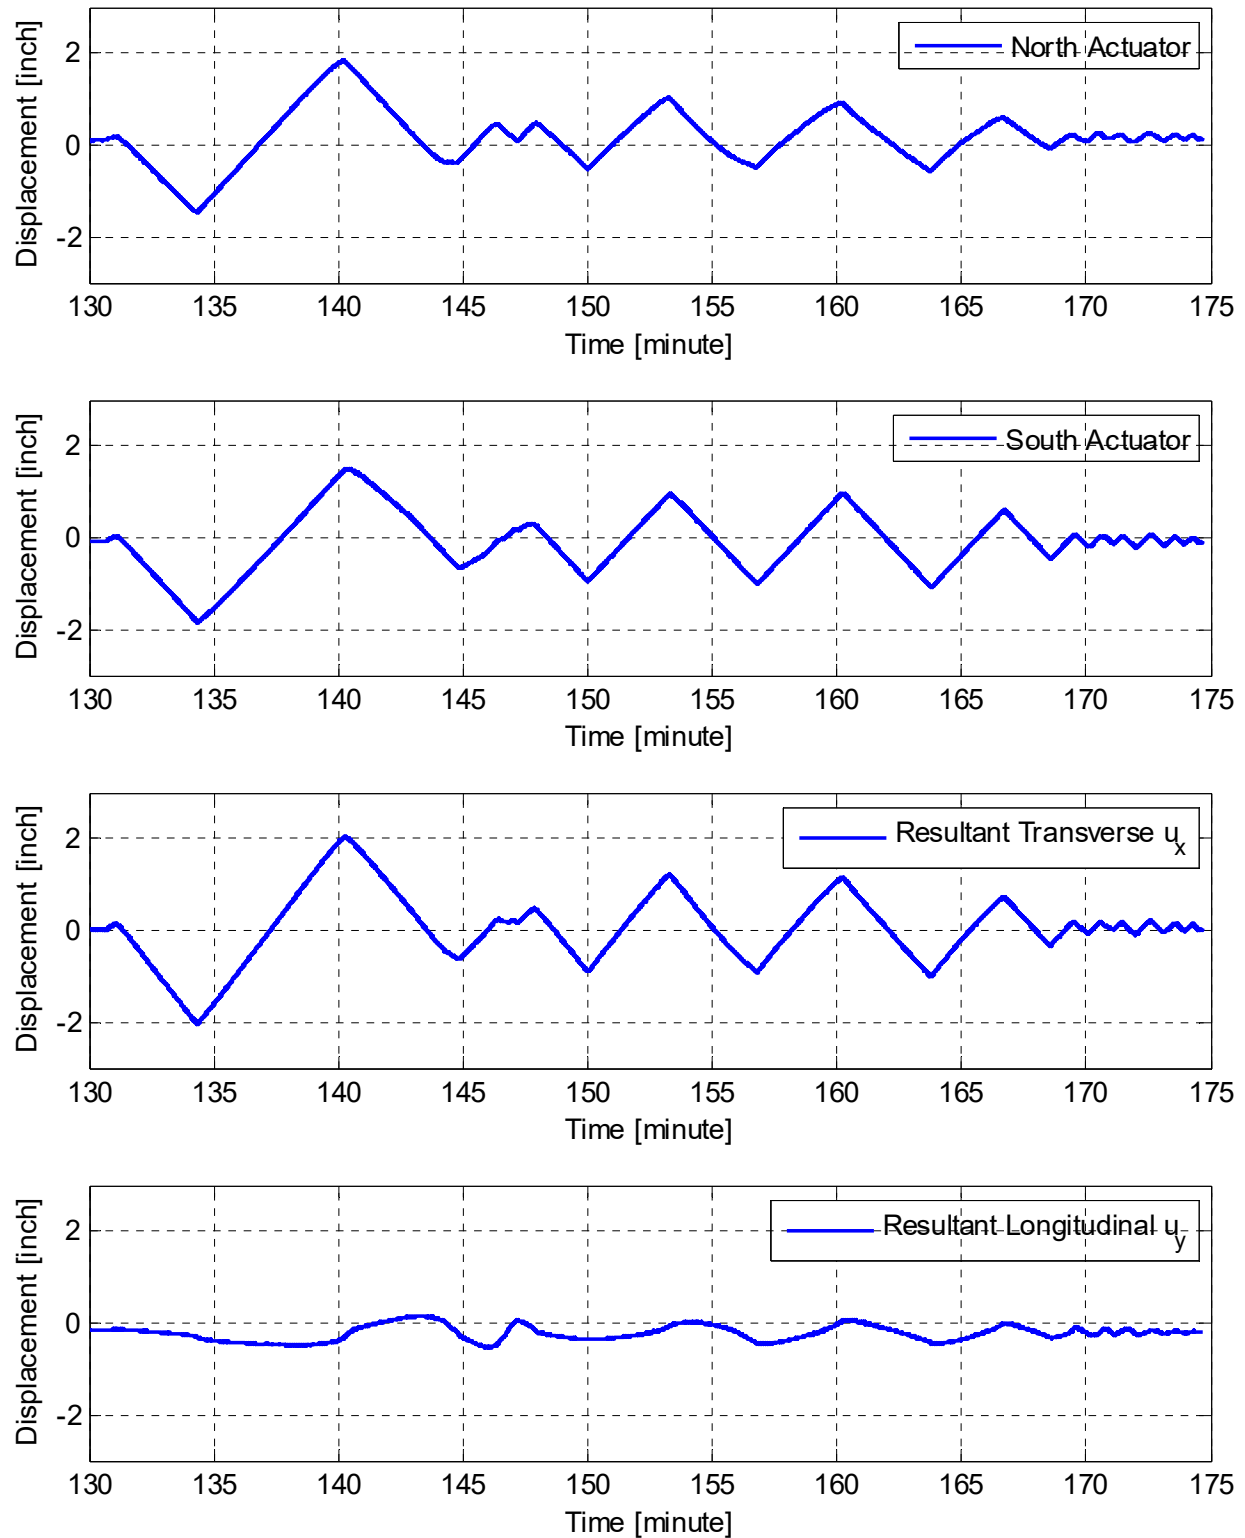 North Actuator
2
0
-2
Displacement [inch]
130 135 140 145 150 155 160 165 170 175
Time [minute]
South Actuator
2
0
-2
Displacement [inch]
130 135 140 145 150 155 160 165 170 175
Time [minute]
Resultant Transverse u_x
2
0
-2
Displacement [inch]
130 135 140 145 150 155 160 165 170 175
Time [minute]
Resultant Longitudinal u_y
2
0
-2
Displacement [inch]
130 135 140 145 150 155 160 165 170 175
Time [minute]